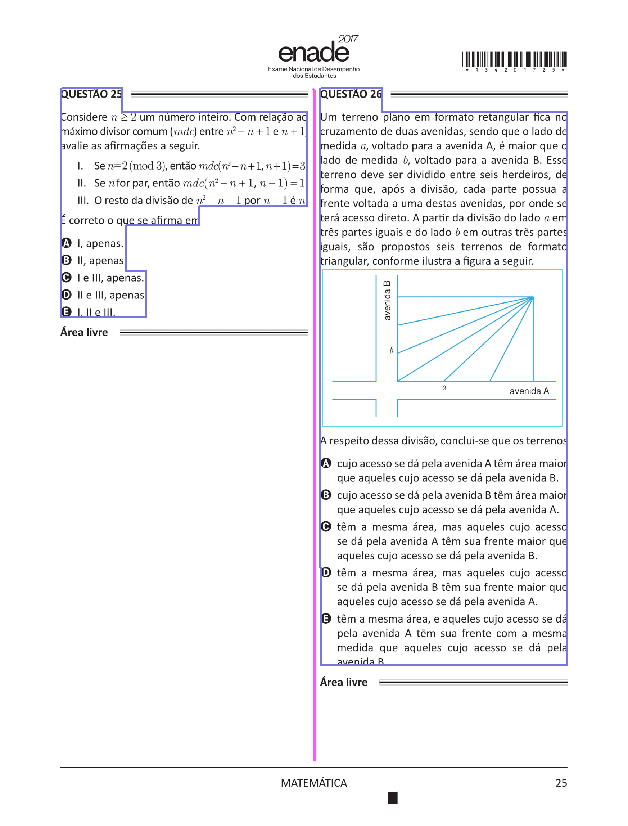 2017
enade
Exame Nacional de Desempenho
dos Estudantes
QUESTÃO 25
Considere n ≥ 2 um número inteiro. Com relação ao
máximo divisor comum (mdc) entre n² − n + 1 e n + 1,
avalie as afirmações a seguir.
I. Se n=2 (mod 3), então mdc(n²−n+1, n+1)=3
II. Se n for par, então mdc(n²−n+1, n−1)=1
III. O resto da divisão de n² n 1 por n 1 é n
É correto o que se afirma em
A I, apenas.
B II, apenas
C I e III, apenas.
D II e III, apenas
E I, II e III.
Área livre
QUESTÃO 26
Um terreno plano em formato retangular fica no
cruzamento de duas avenidas, sendo que o lado de
medida a, voltado para a avenida A, é maior que o
lado de medida b, voltado para a avenida B. Esse
terreno deve ser dividido entre seis herdeiros, de
forma que, após a divisão, cada parte possua a
frente voltada a uma destas avenidas, por onde se
terá acesso direto. A partir da divisão do lado a em
três partes iguais e do lado b em outras três partes
iguais, são propostos seis terrenos de formato
triangular, conforme ilustra a figura a seguir.
avenida B
b
a
avenida A
A respeito dessa divisão, conclui-se que os terrenos
A cujo acesso se dá pela avenida A têm área maior
que aqueles cujo acesso se dá pela avenida B.
B cujo acesso se dá pela avenida B têm área maior
que aqueles cujo acesso se dá pela avenida A.
C têm a mesma área, mas aqueles cujo acesso
se dá pela avenida A têm sua frente maior que
aqueles cujo acesso se dá pela avenida B.
D têm a mesma área, mas aqueles cujo acesso
se dá pela avenida B têm sua frente maior que
aqueles cujo acesso se dá pela avenida A.
E têm a mesma área, e aqueles cujo acesso se dá
pela avenida A têm sua frente com a mesma
medida que aqueles cujo acesso se dá pela
avenida B
Área livre
MATEMÁTICA
25